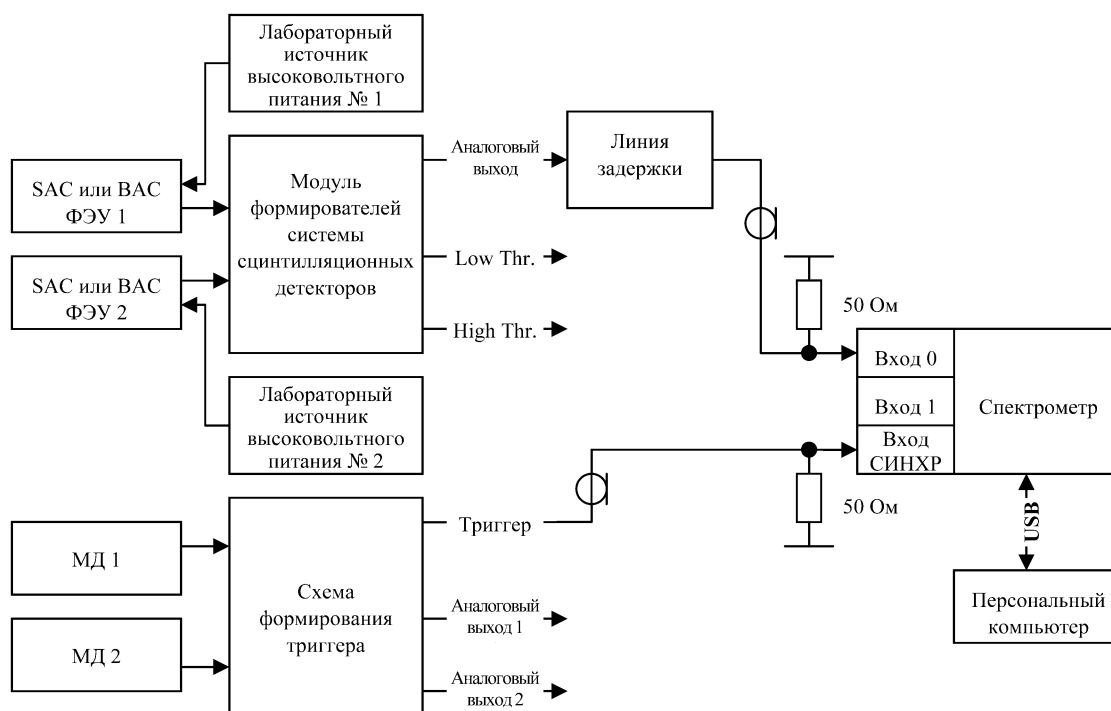 Лабораторный
источник
высоковольтного
питания № 1
SAC или BAC
ФЭУ 1
SAC или BAC
ФЭУ 2
Модуль
формирователей
системы
сцинтилляционных
детекторов
Аналоговый
выход
Low Thr.
High Thr.
Линия
задержки
50 Ом
Вход 0
Вход 1
Вход
СИНХР
Спектрометр
50 Ом
USB
Персональный
компьютер
Лабораторный
источник
высоковольтного
питания № 2
МД 1
МД 2
Схема
формирования
триггера
Триггер
Аналоговый
выход 1
Аналоговый
выход 2